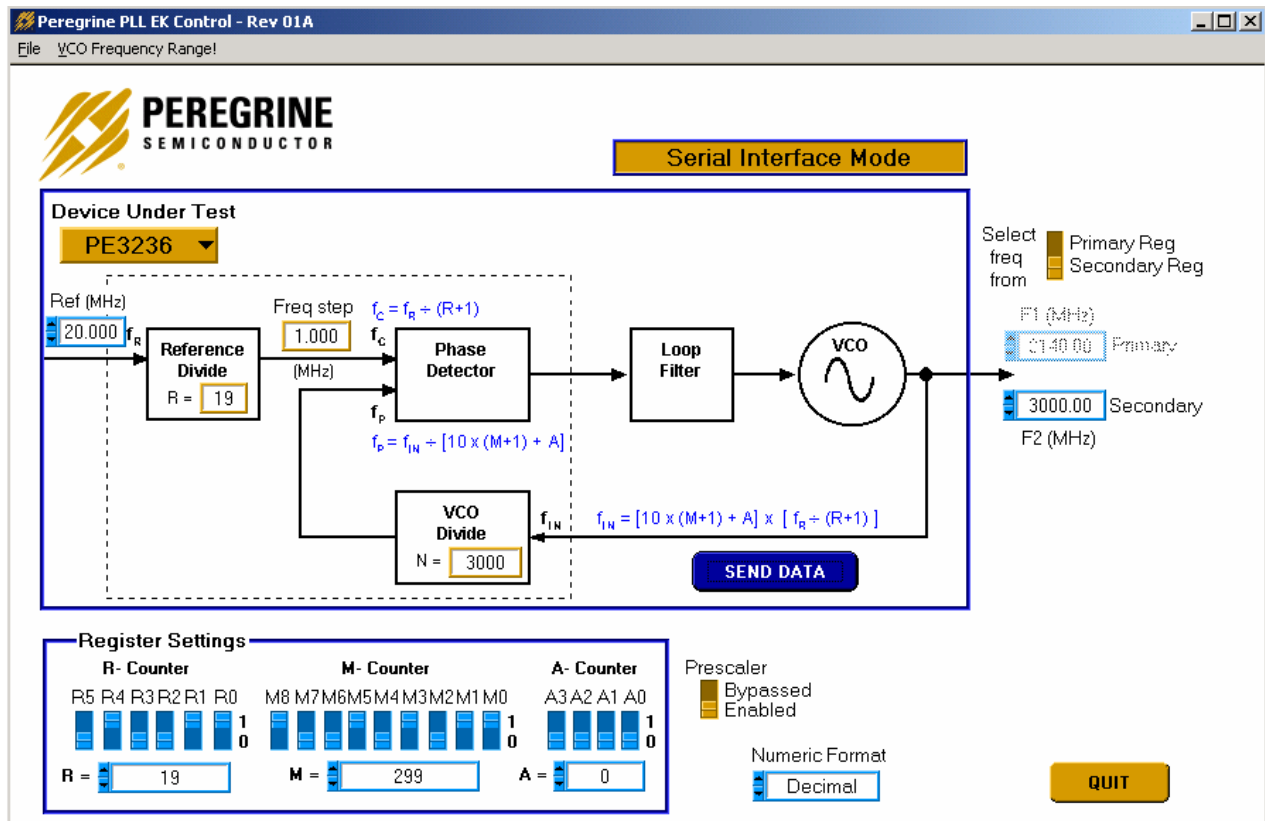 Peregrine PLL EK Control - Rev 01A
File VCO Frequency Range!
PEREGRINE
SEMICONDUCTOR
Serial Interface Mode
Device Under Test
PE3236
Select
freq
from
Primary Reg
Secondary Reg
Ref (MHz)
20.000
fR
Reference
Divide
R = 19
Freq step
1.000
(MHz)
fC = fR ÷ (R+1)
fC
Phase
Detector
fP
fP = fIN ÷ [10 x (M+1) + A]
Loop
Filter
VCO
F1 (MHz)
2140.00 Primary
3000.00 Secondary
F2 (MHz)
VCO
Divide
N = 3000
fIN
fIN = [10 x (M+1) + A] x [ fR ÷ (R+1) ]
SEND DATA
Register Settings
R- Counter
R5 R4 R3 R2 R1 R0
1
0
R = 19
M- Counter
M8 M7 M6 M5 M4 M3 M2 M1 M0
1
0
M = 299
A- Counter
A3 A2 A1 A0
1
0
A = 0
Prescaler
Bypassed
Enabled
Numeric Format
Decimal
QUIT